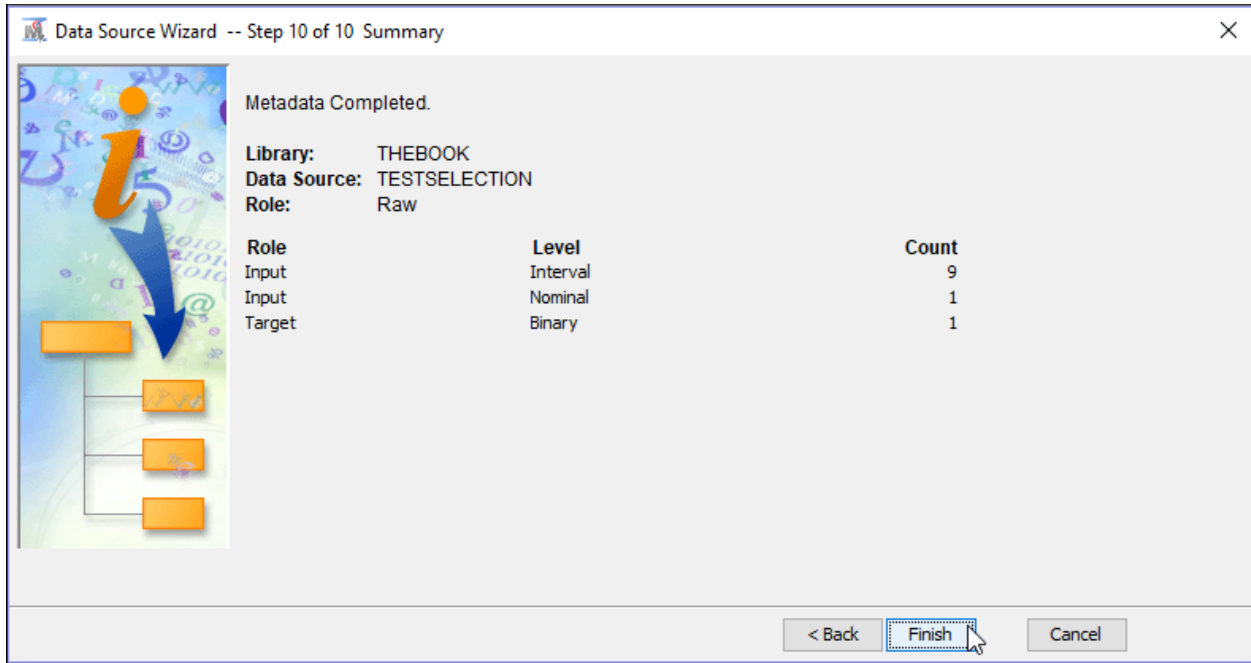 Data Source Wizard -- Step 10 of 10 Summary
Metadata Completed.
Library: THEBOOK
Data Source: TESTSELECTION
Role: Raw
Role Level Count
Input Interval 9
Input Nominal 1
Target Binary 1
< Back Finish Cancel